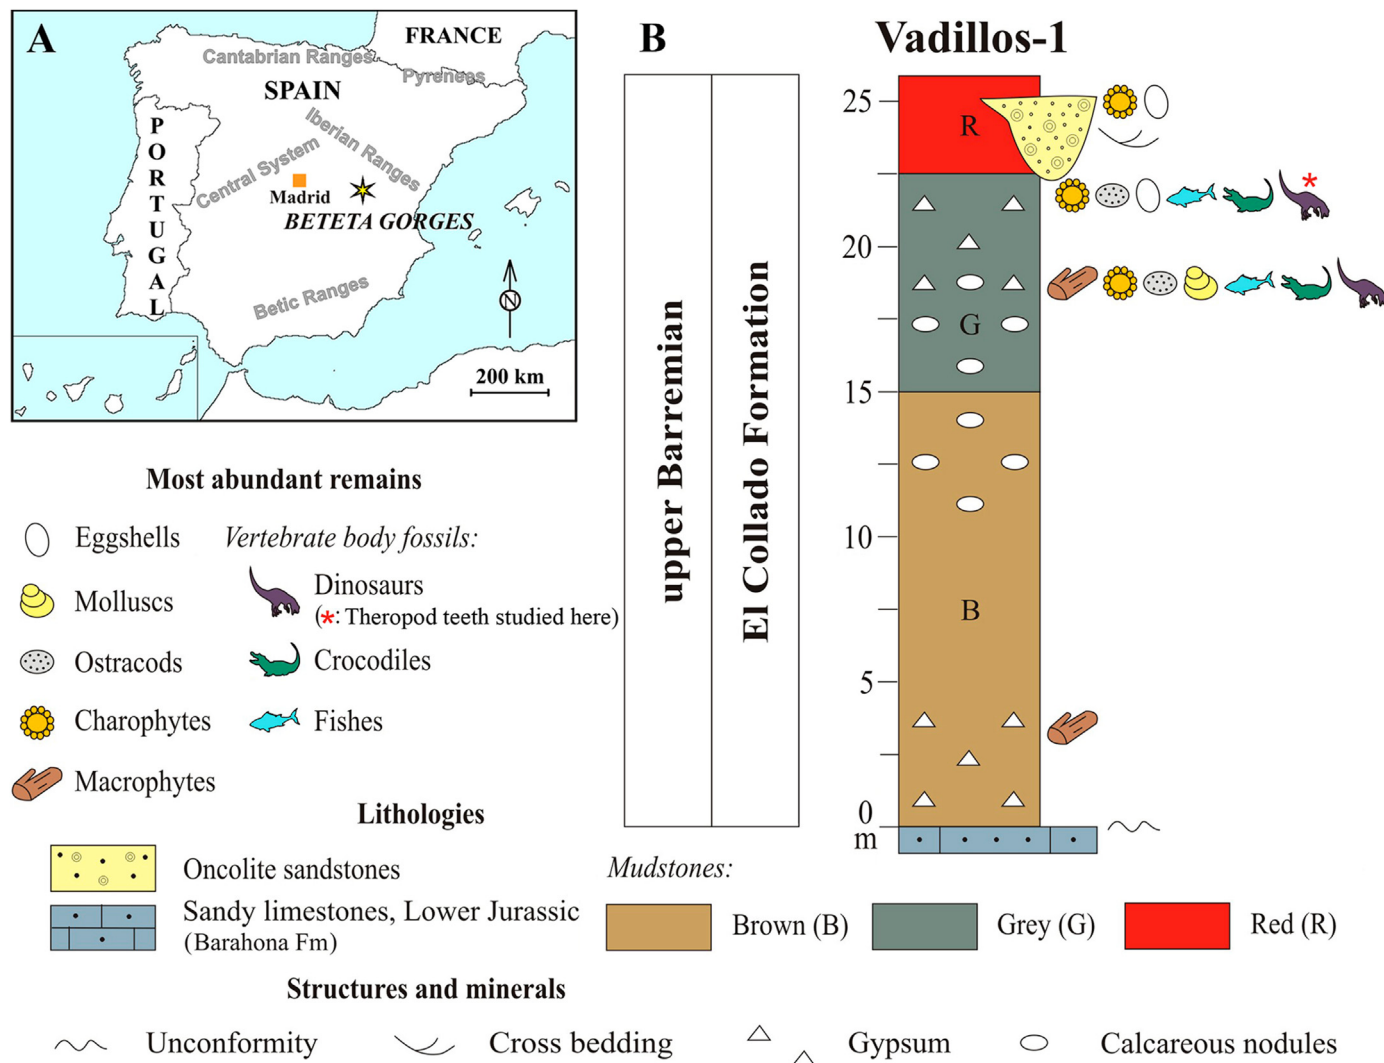 A
FRANCE
Cantabrian Ranges
Pyrenees
SPAIN
PORTUGAL
Iberian Ranges
Central System
Madrid
BETETA GORGES
Betic Ranges
N
200 km
B
Vadillos-1
upper Barremian
El Collado Formation
25
R
*
20
G
15
10
B
5
0
m
Most abundant remains
Eggshells
Vertebrate body fossils:
Molluscs
Dinosaurs
(*: Theropod teeth studied here)
Ostracods
Crocodiles
Charophytes
Fishes
Macrophytes
Lithologies
Oncolite sandstones
Sandy limestones, Lower Jurassic
(Barahona Fm)
Mudstones:
Brown (B)
Grey (G)
Red (R)
Structures and minerals
Unconformity
Cross bedding
Gypsum
Calcareous nodules